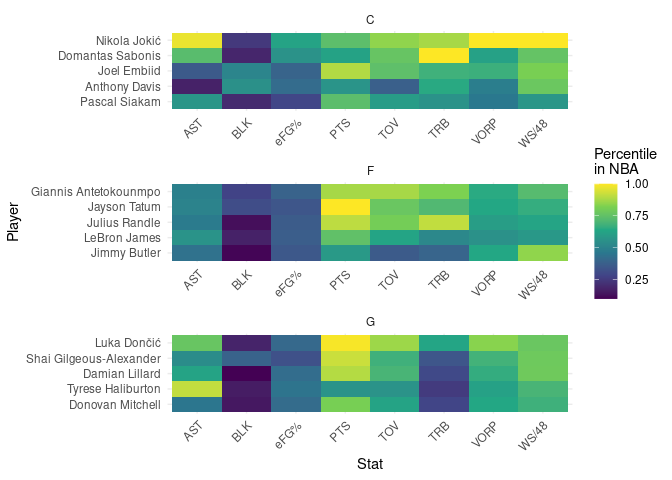 C
Nikola Jokić
Domantas Sabonis
Joel Embiid
Anthony Davis
Pascal Siakam
AST BLK eFG% PTS TOV TRB VORP WS/48
F
Giannis Antetokounmpo
Jayson Tatum
Julius Randle
LeBron James
Jimmy Butler
AST BLK eFG% PTS TOV TRB VORP WS/48
G
Luka Dončić
Shai Gilgeous-Alexander
Damian Lillard
Tyrese Haliburton
Donovan Mitchell
AST BLK eFG% PTS TOV TRB VORP WS/48
Stat
Player
Percentile
in NBA
1.00
0.75
0.50
0.25